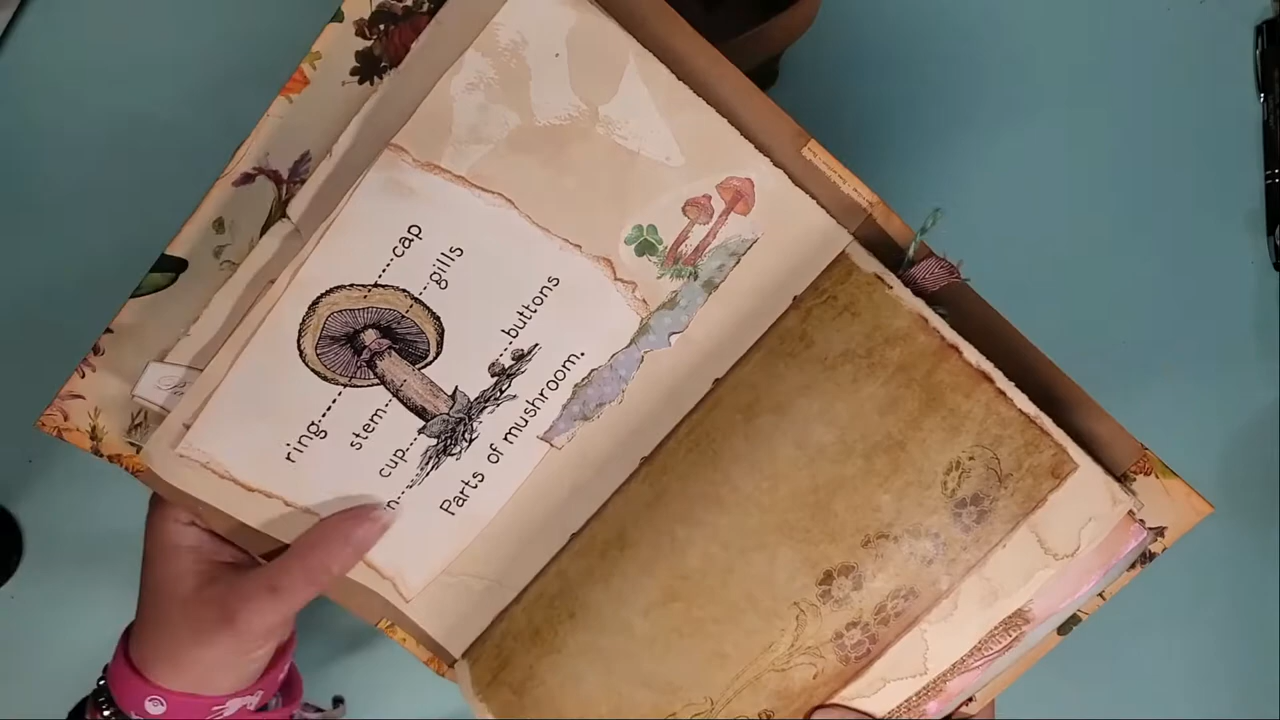 cap
gills
buttons
ring
stem
cup
Parts of mushroom.